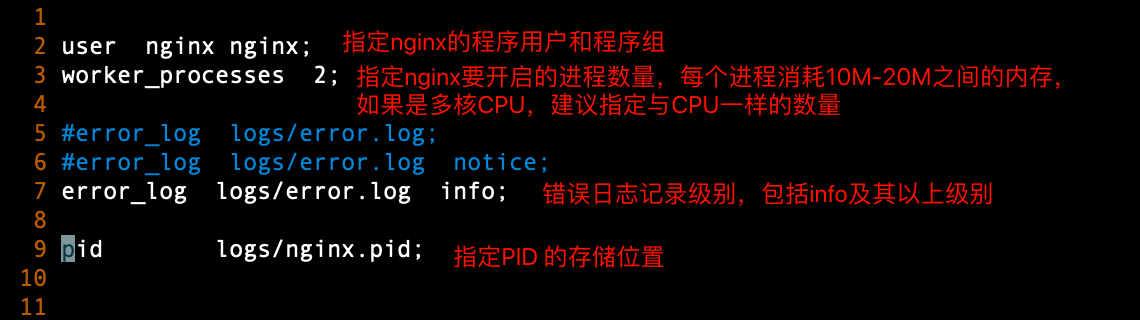 1
2 user  nginx nginx; 指定nginx的程序用户和程序组
3 worker_processes  2; 指定nginx要开启的进程数量，每个进程消耗10M-20M之间的内存，
4 如果是多核CPU，建议指定与CPU一样的数量
5 #error_log  logs/error.log;
6 #error_log  logs/error.log  notice;
7 error_log  logs/error.log  info; 错误日志记录级别，包括info及其以上级别
8
9 pid        logs/nginx.pid; 指定PID 的存储位置
10
11